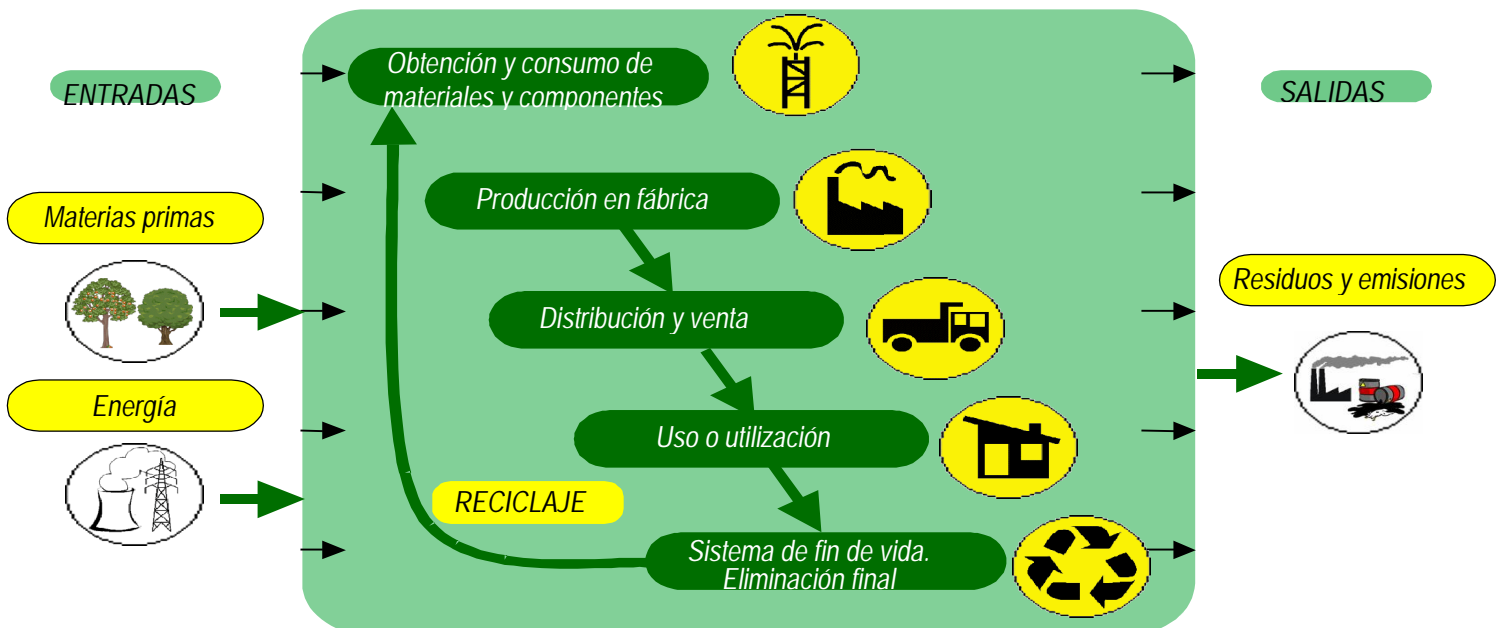 ENTRADAS
Obtención y consumo de
materiales y componentes
SALIDAS
Materias primas
Producción en fábrica
Distribución y venta
Residuos y emisiones
Energía
Uso o utilización
RECICLAJE
Sistema de fin de vida.
Eliminación final